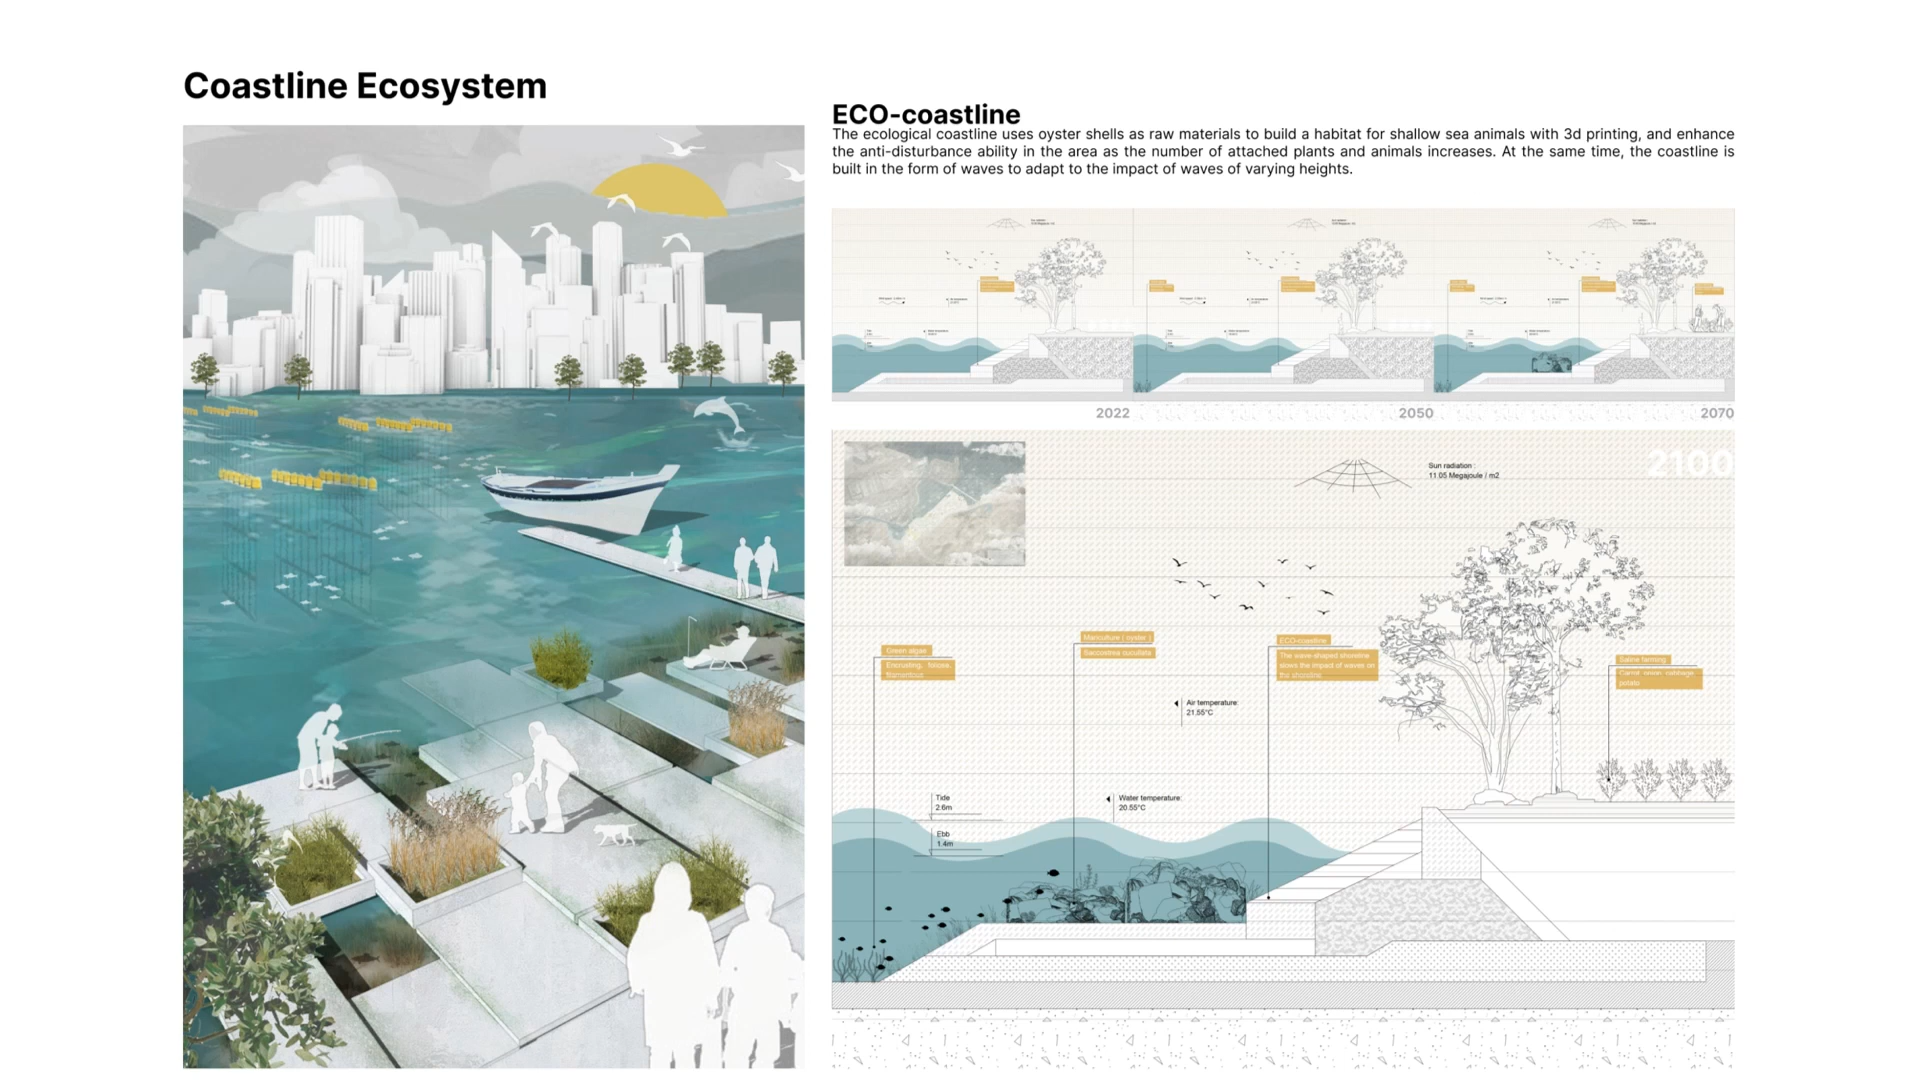 Coastline Ecosystem
ECO-coastline
The ecological coastline uses oyster shells as raw materials to build a habitat for shallow sea animals with 3d printing, and enhance
the anti-disturbance ability in the area as the number of attached plants and animals increases. At the same time, the coastline is
built in the form of waves to adapt to the impact of waves of varying heights.
2022
2050
2070
2100
Sun radiation :
11.05 Megajoule / m2
Green algae
Encrusting, foliose,
filamentous
Mariculture ( oyster )
Saccostrea cucullata
ECO-coastline
The wave-shaped shoreline
slows the impact of waves on
the shoreline
Saline farming
Carrot, onion, cabbage,
potato
Air temperature:
21.55°C
Tide
2.6m
Water temperature:
20.55°C
Ebb
1.4m